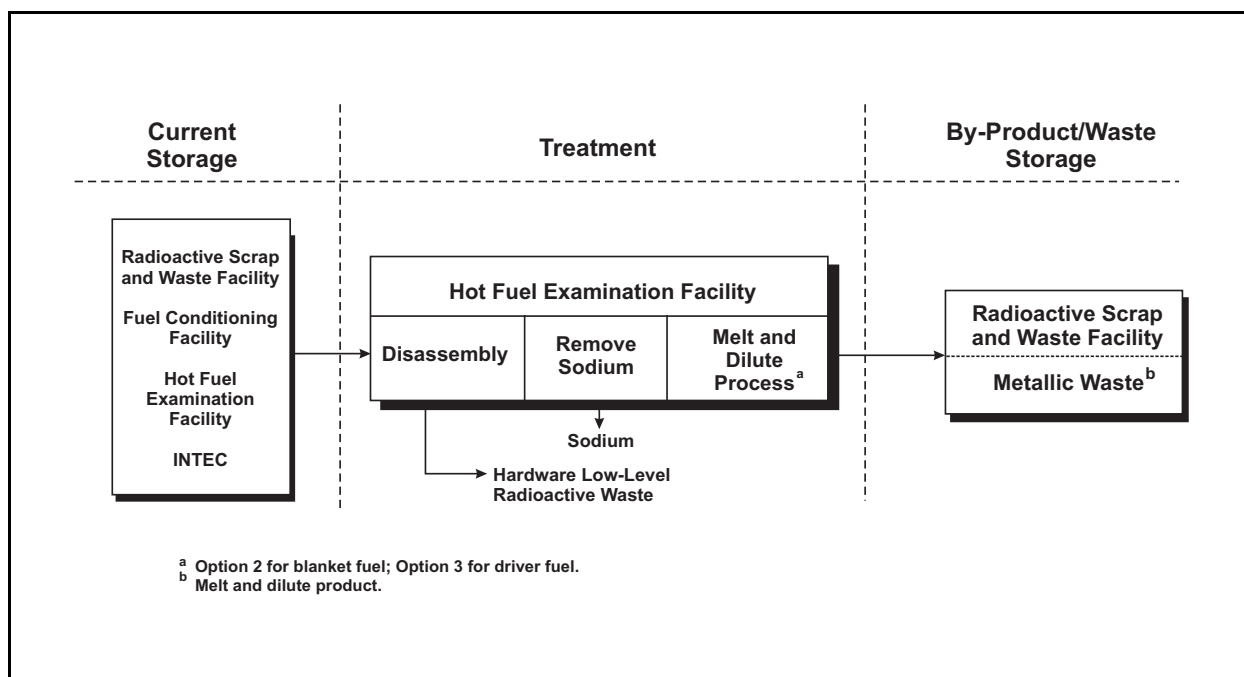 Current
Storage
Treatment
By-Product/Waste
Storage
Radioactive Scrap
and Waste Facility
Fuel Conditioning
Facility
Hot Fuel
Examination
Facility
INTEC
Hot Fuel Examination Facility
Disassembly
Remove
Sodium
Melt and
Dilute
Process a
Sodium
Hardware Low-Level
Radioactive Waste
Radioactive Scrap
and Waste Facility
Metallic Waste b
a Option 2 for blanket fuel; Option 3 for driver fuel.
b Melt and dilute product.